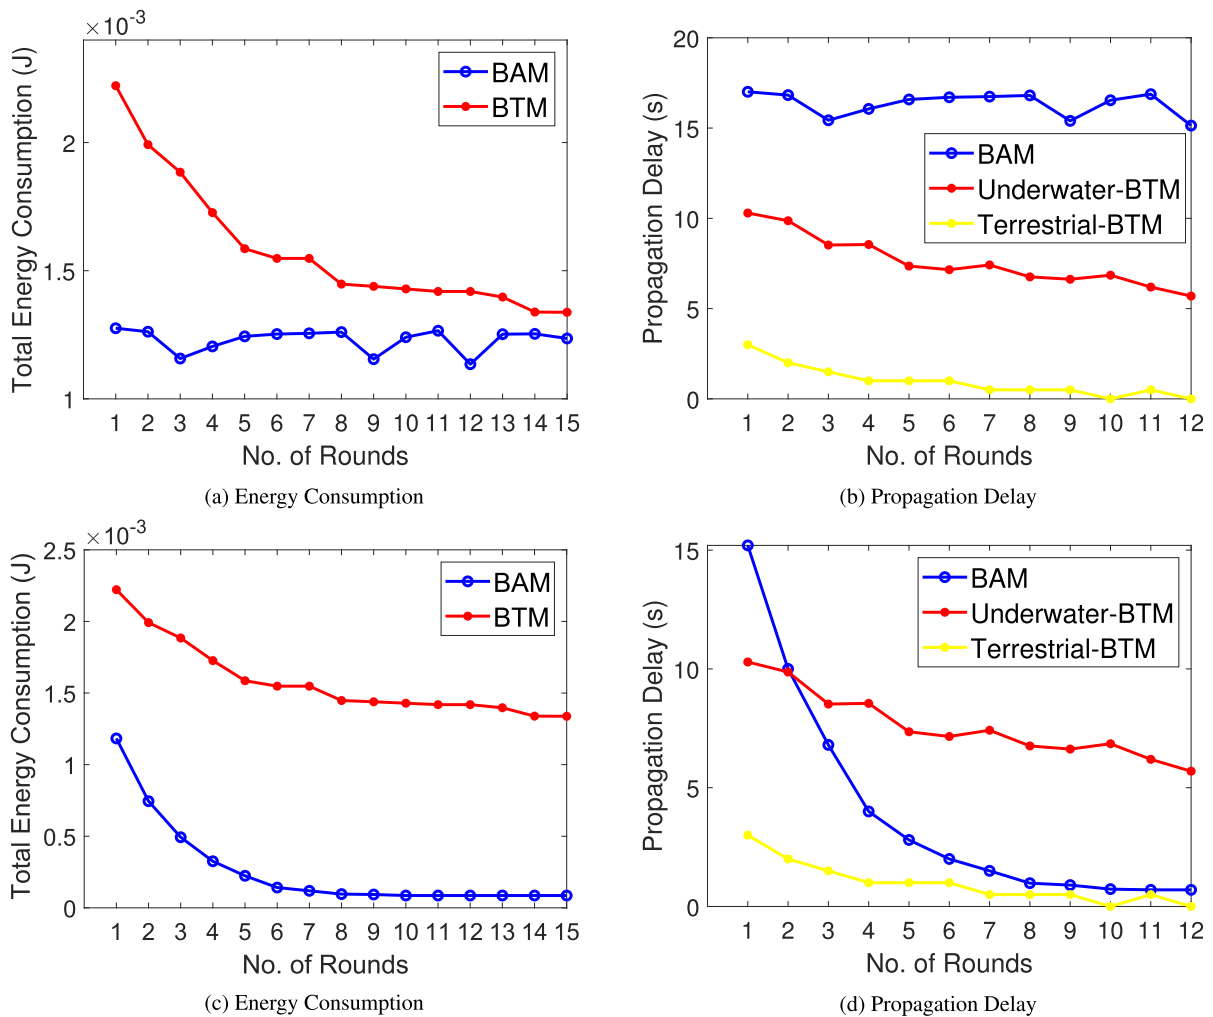 ×10-3
Total Energy Consumption (J)
2
1.5
1
BAM
BTM
1 2 3 4 5 6 7 8 9 10 11 12 13 14 15
No. of Rounds
(a) Energy Consumption
Propagation Delay (s)
20
15
10
5
0
BAM
Underwater-BTM
Terrestrial-BTM
1 2 3 4 5 6 7 8 9 10 11 12
No. of Rounds
(b) Propagation Delay
×10-3
Total Energy Consumption (J)
2.5
2
1.5
1
0.5
0
BAM
BTM
1 2 3 4 5 6 7 8 9 10 11 12 13 14 15
No. of Rounds
(c) Energy Consumption
Propagation Delay (s)
15
10
5
0
BAM
Underwater-BTM
Terrestrial-BTM
1 2 3 4 5 6 7 8 9 10 11 12
No. of Rounds
(d) Propagation Delay